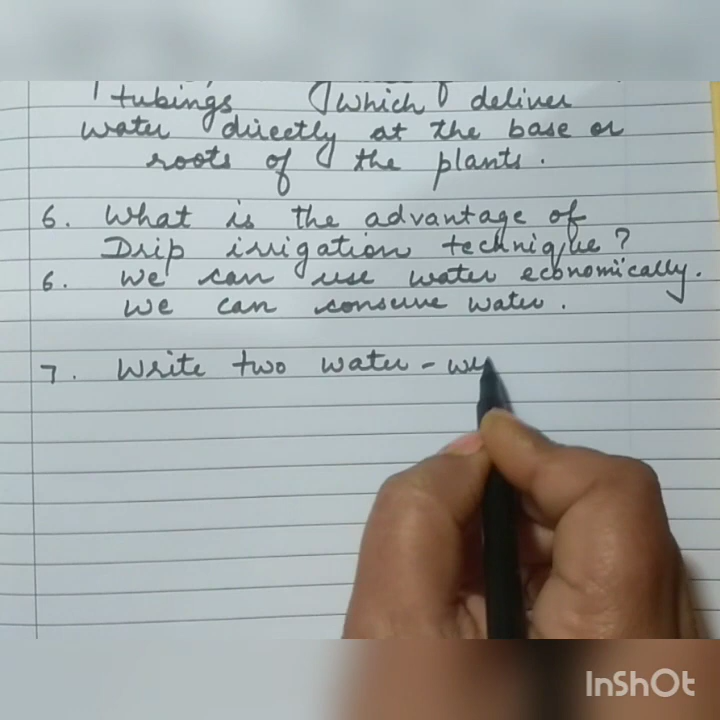 tubings which deliver
water directly at the base or
roots of the plants.
6. What is the advantage of
Drip irrigation technique?
6. We can use water economically.
We can conserve water.
7. Write two water - w
InShOt